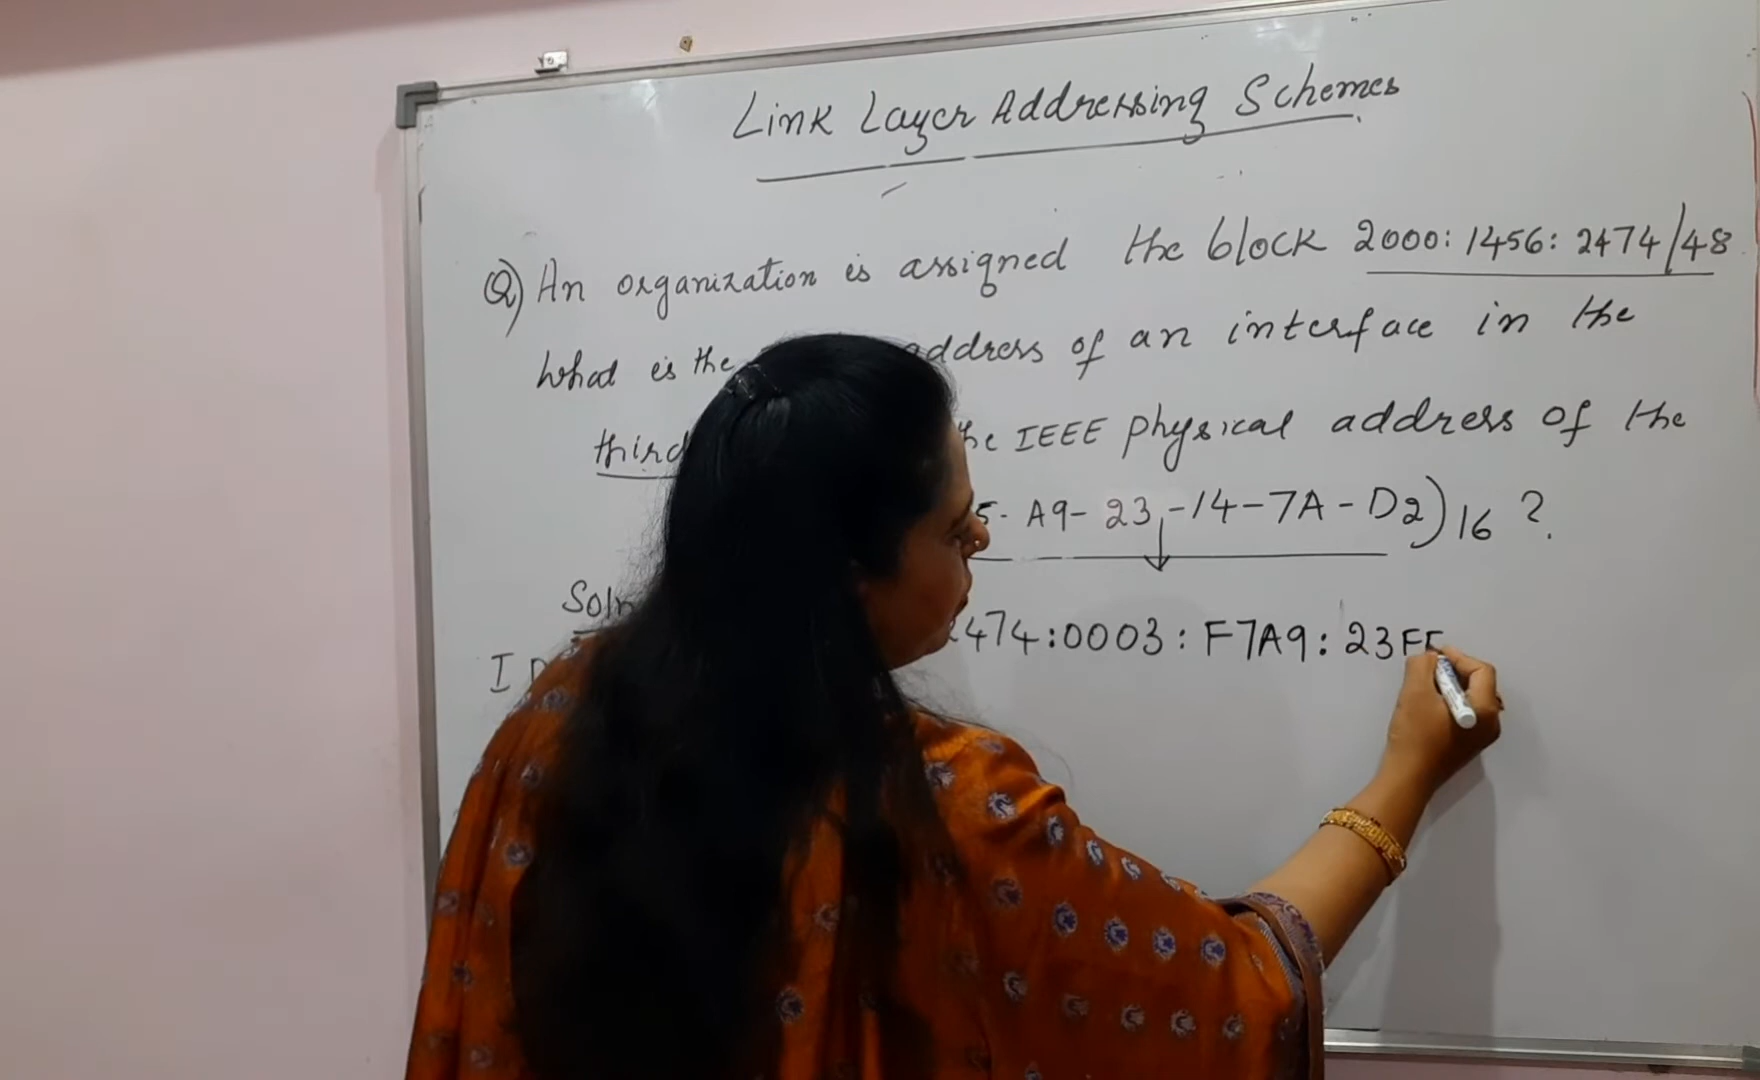 Link Layer Addressing Schemes
Q) An organization is assigned the block 2000:1456:2474/48
What is the address of an interface in the
third the IEEE physical address of the
5- A9- 23 -14-7A-D2)16 ?
Soln
I 2474:0003:F7A9:23FF